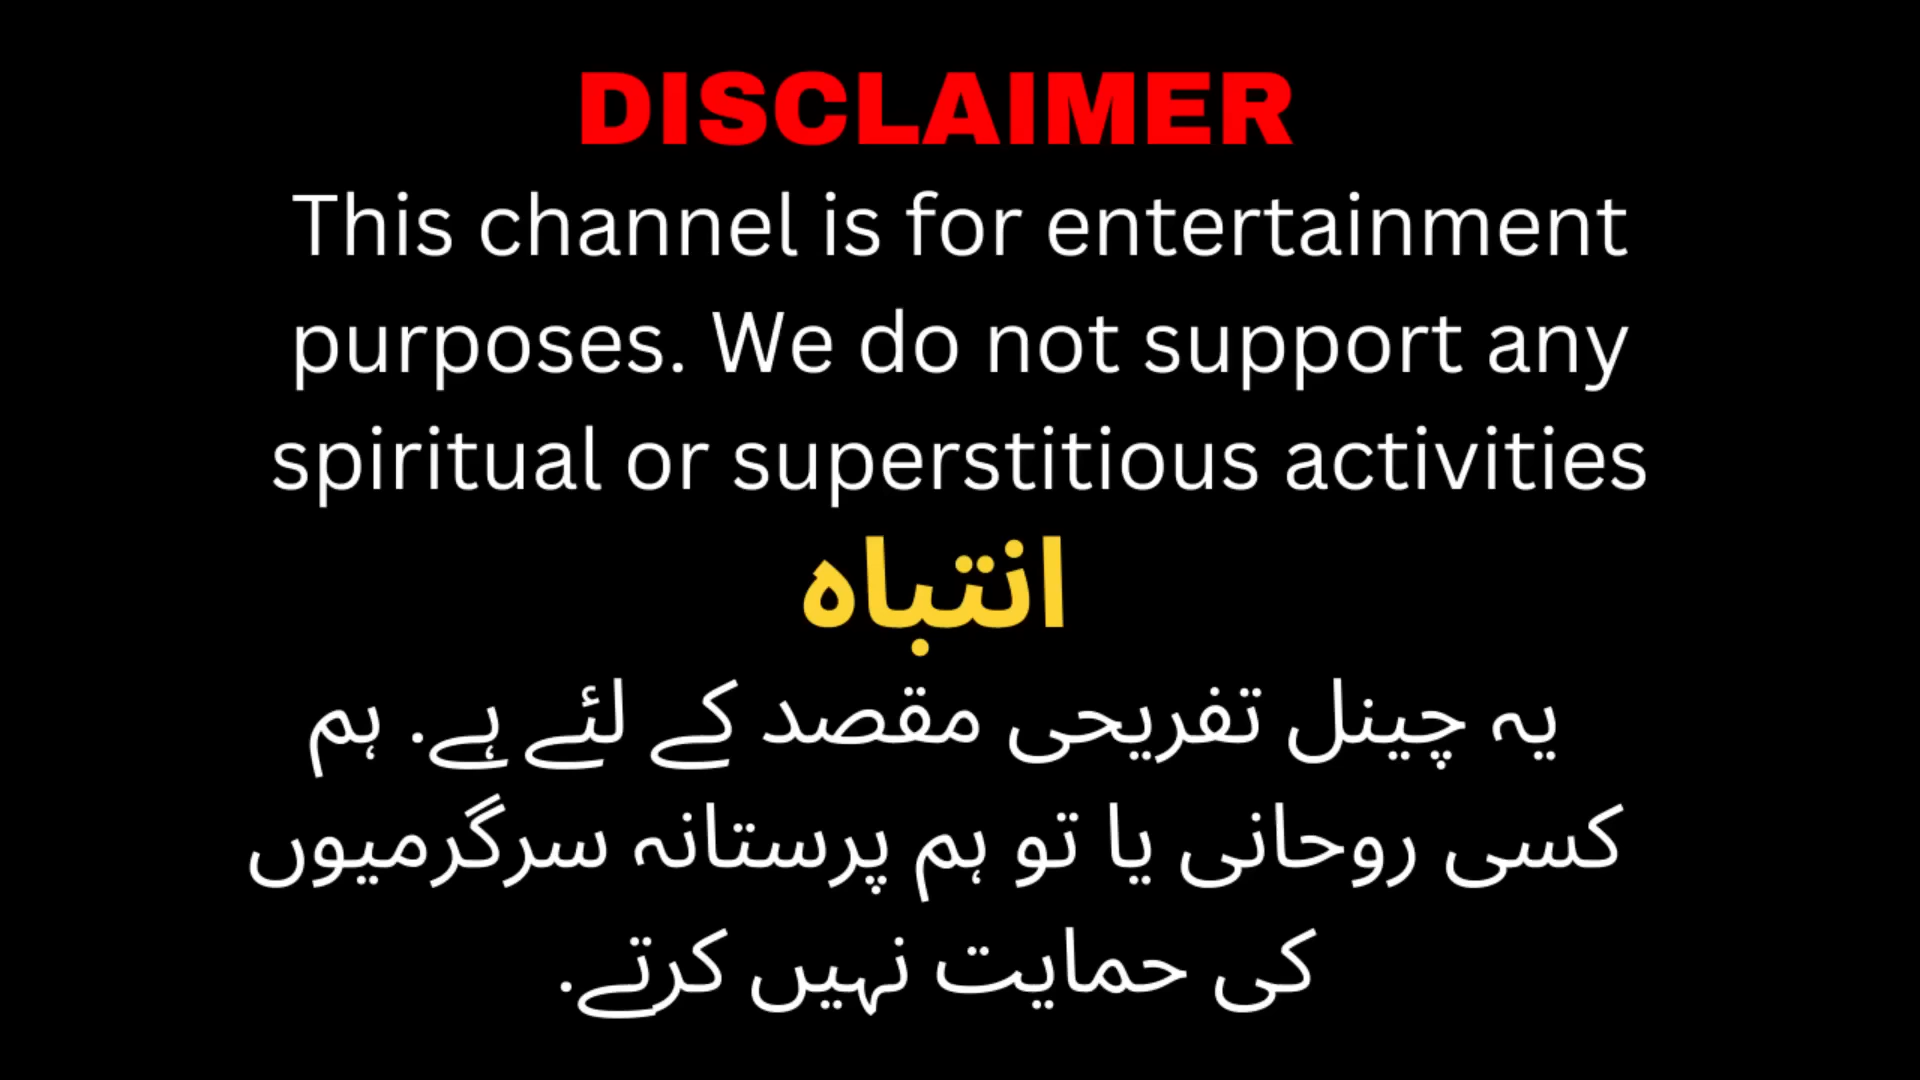 DISCLAIMER
This channel is for entertainment
purposes. We do not support any
spiritual or superstitious activities
انتباہ
یہ چینل تفریحی مقصد کے لئے ہے. ہم
کسی روحانی یا تو ہم پرستانہ سرگرمیوں
کی حمایت نہیں کرتے.